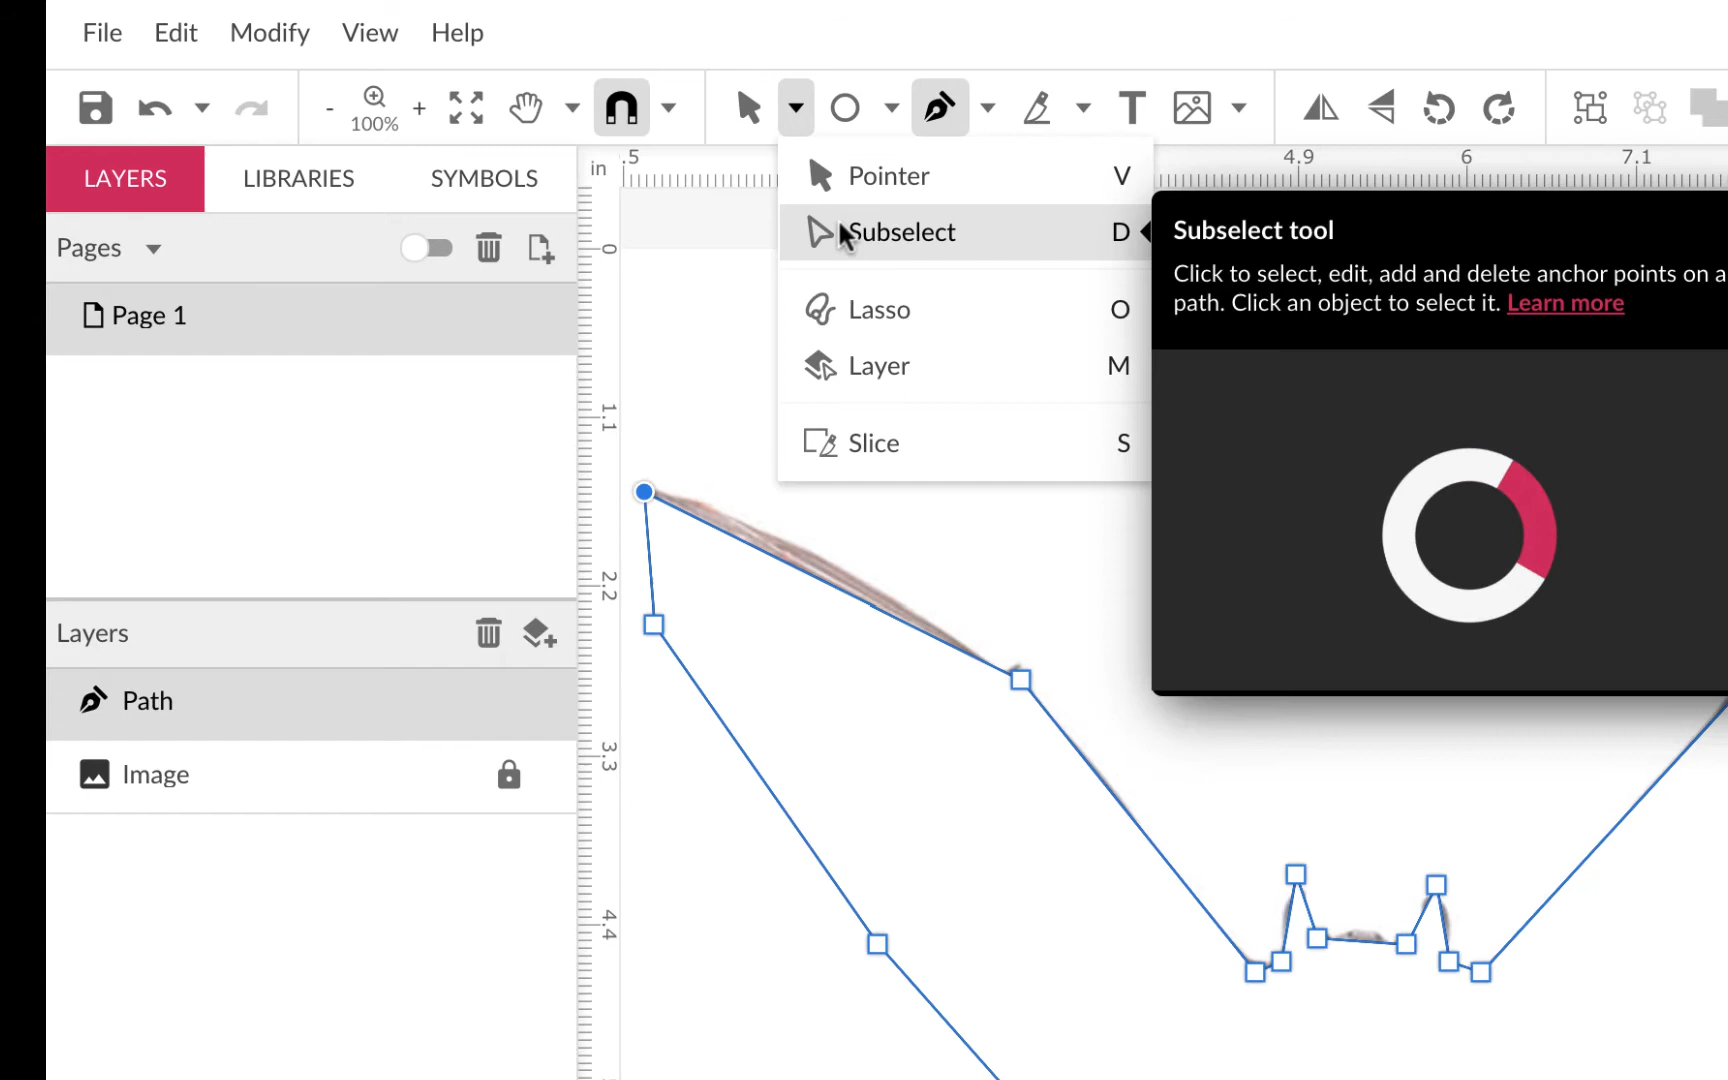 File Edit Modify View Help
- 100% +
LAYERS LIBRARIES SYMBOLS
in .5 4.9 6 7.1
Pages
Page 1
Layers
Path
Image
0
1.1
2.2
3.3
4.4
Pointer V
Subselect D
Lasso O
Layer M
Slice S
Subselect tool
Click to select, edit, add and delete anchor points on a
path. Click an object to select it. Learn more